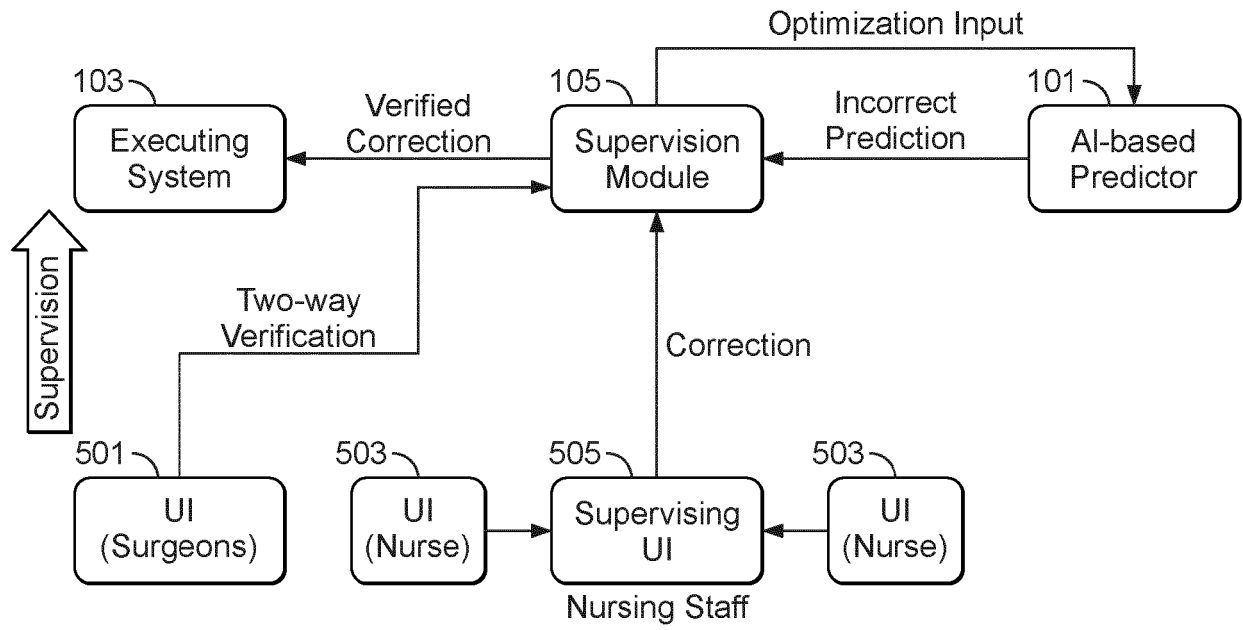 Optimization Input
103
105
101
Verified
Correction
Incorrect
Prediction
Executing
System
Supervision
Module
AI-based
Predictor
Supervision
Two-way
Verification
Correction
501
503
505
503
UI
(Surgeons)
UI
(Nurse)
Supervising
UI
UI
(Nurse)
Nursing Staff